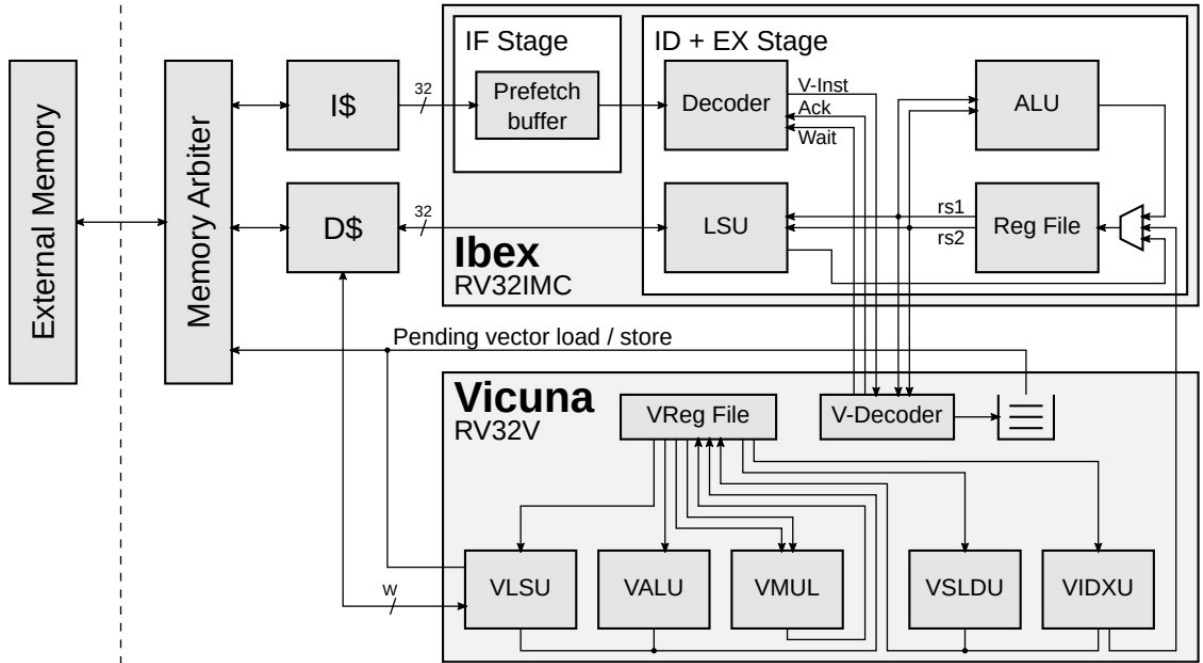 IF Stage
ID + EX Stage
External Memory
Memory Arbiter
I$
32
Prefetch
buffer
Decoder
V-Inst
Ack
Wait
ALU
D$
32
LSU
rs1
rs2
Reg File
Ibex
RV32IMC
Pending vector load / store
Vicuna
RV32V
VReg File
V-Decoder
w
VLSU
VALU
VMUL
VSLDU
VIDXU